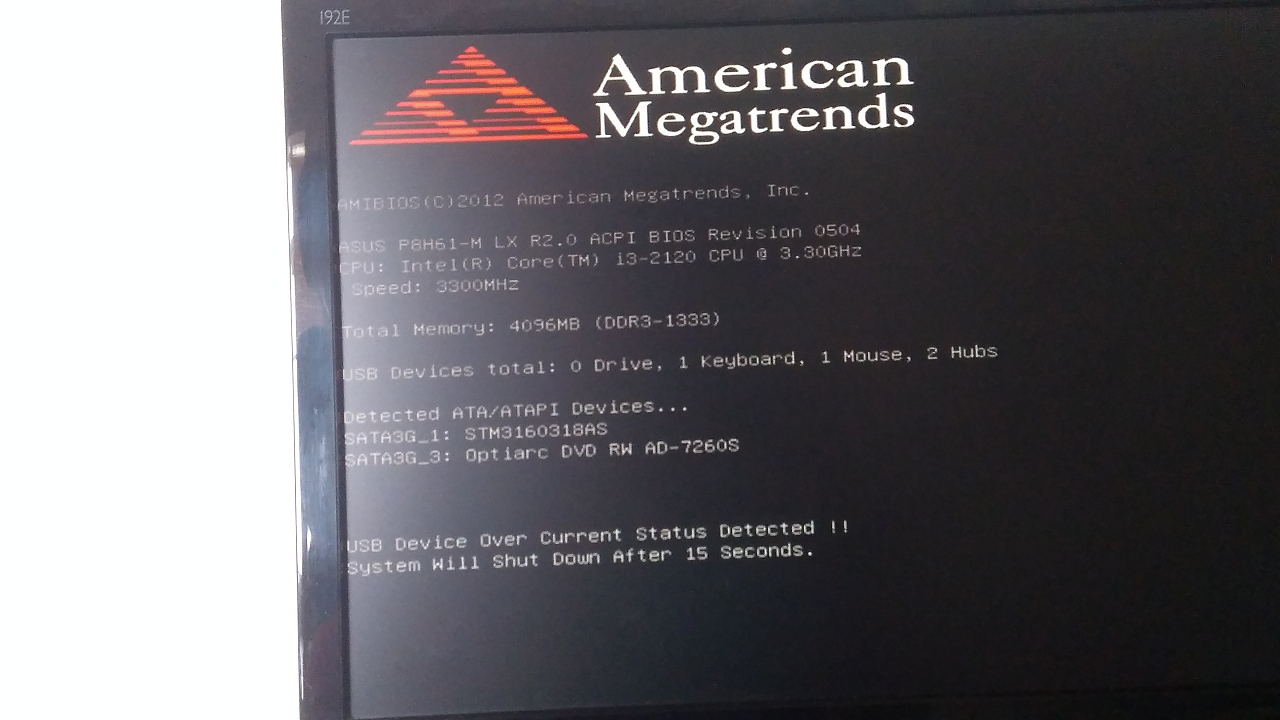 192E
American
Megatrends
AMIBIOS(C)2012 American Megatrends, Inc.
ASUS P8H61-M LX R2.0 ACPI BIOS Revision 0504
CPU: Intel(R) Core(TM) i3-2120 CPU @ 3.30GHz
Speed: 3300MHz
Total Memory: 4096MB (DDR3-1333)
USB Devices total: 0 Drive, 1 Keyboard, 1 Mouse, 2 Hubs
Detected ATA/ATAPI Devices...
SATA3G_1: STM3160318AS
SATA3G_3: Optiarc DVD RW AD-7260S
USB Device Over Current Status Detected !!
System Will Shut Down After 15 Seconds.